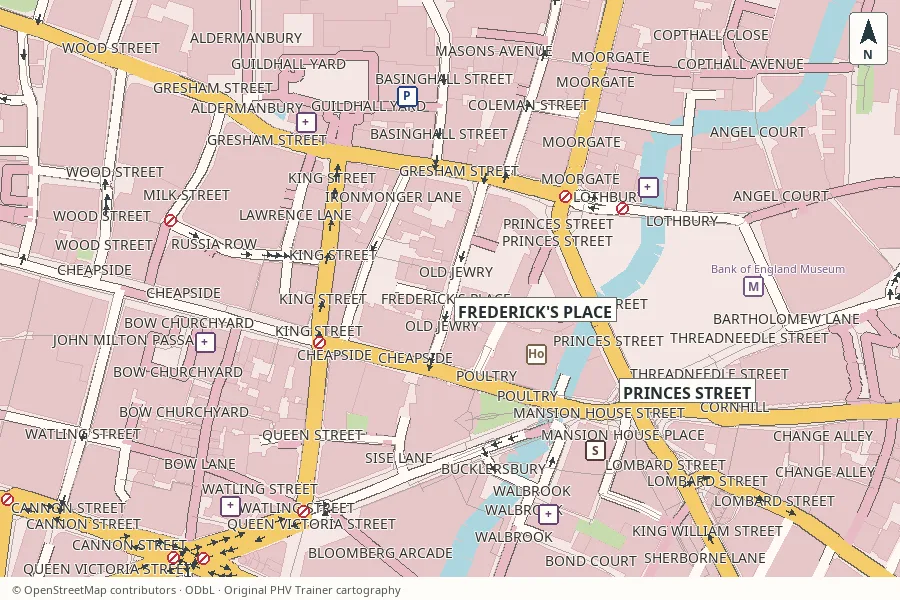 COPTHALL CLOSE
ALDERMANBURY
WOOD STREET
MASONS AVENUE
MOORGATE
GUILDHALL YARD
COPTHALL AVENUE
BASINGHALL STREET
MOORGATE
GRESHAM STREET
P
ALDERMANBURY
GUILDHALL YARD
COLEMAN STREET
N
ANGEL COURT
BASINGHALL STREET
GRESHAM STREET
MOORGATE
WOOD STREET
GRESHAM STREET
KING STREET
MOORGATE
MILK STREET
IRONMONGER LANE
LOTHBURY
ANGEL COURT
WOOD STREET
LAWRENCE LANE
LOTHBURY
PRINCES STREET
PRINCES STREET
WOOD STREET
RUSSIA ROW
KING STREET
CHEAPSIDE
OLD JEWRY
Bank of England Museum
M
CHEAPSIDE
KING STREET
FREDERICK'S PLACE
FREDERICK'S PLACE
BARTHOLOMEW LANE
BOW CHURCHYARD
OLD JEWRY
KING STREET
JOHN MILTON PASSA
PRINCES STREET
THREADNEEDLE STREET
CHEAPSIDE
CHEAPSIDE
Ho
BOW CHURCHYARD
POULTRY
THREADNEEDLE STREET
PRINCES STREET
POULTRY
BOW CHURCHYARD
MANSION HOUSE STREET
CORNHILL
WATLING STREET
QUEEN STREET
MANSION HOUSE PLACE
CHANGE ALLEY
S
SISE LANE
BOW LANE
BUCKLERSBURY
LOMBARD STREET
CHANGE ALLEY
LOMBARD STREET
WATLING STREET
WALBROOK
LOMBARD STREET
CANNON STREET
WATLING STREET
WALBROOK
CANNON STREET
QUEEN VICTORIA STREET
KING WILLIAM STREET
WALBROOK
CANNON STREET
BLOOMBERG ARCADE
BOND COURT
SHERBORNE LANE
QUEEN VICTORIA STREET
© OpenStreetMap contributors · ODbL · Original PHV Trainer cartography